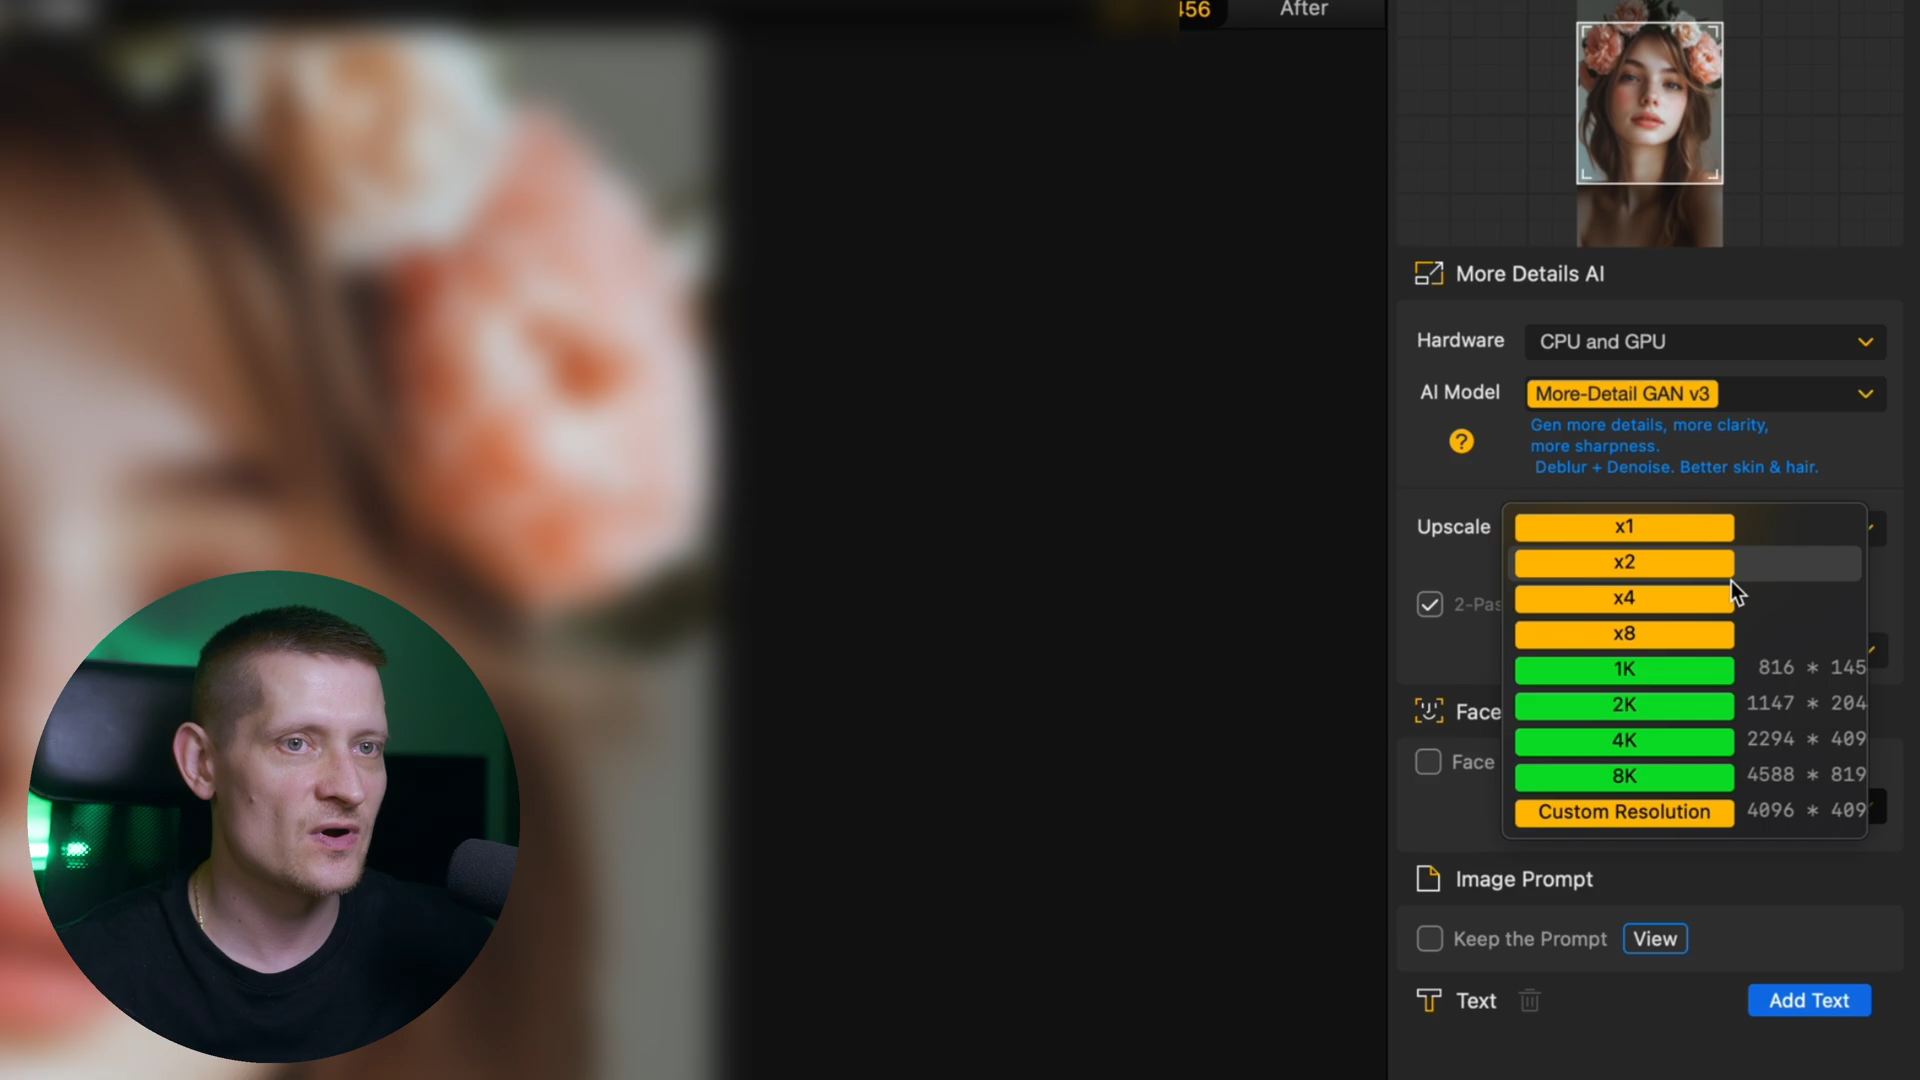 456 After
More Details AI
Hardware CPU and GPU
AI Model More-Detail GAN v3
Gen more details, more clarity,
more sharpness.
Deblur + Denoise. Better skin & hair.
Upscale x1
x2
2-Pas x4
x8
1K 816 * 145
2K 1147 * 204
4K 2294 * 409
8K 4588 * 819
Custom Resolution 4096 * 409
Face
Face
Image Prompt
Keep the Prompt View
Text Add Text